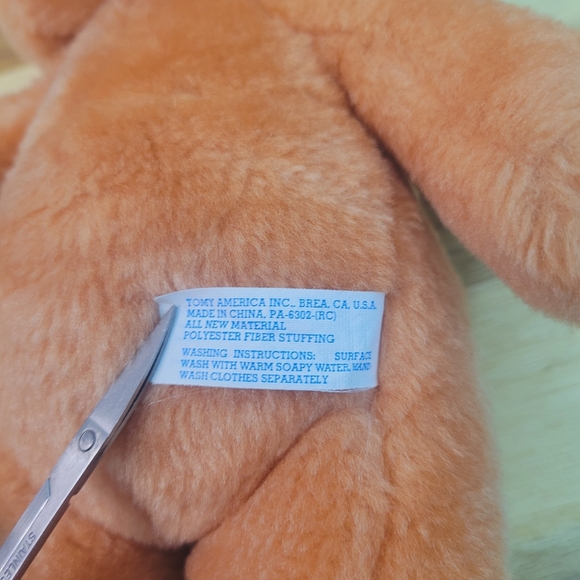 TOMY AMERICA INC., BREA, CA. U.S.A.
MADE IN CHINA. PA-6302-(RC)
ALL NEW MATERIAL
POLYESTER FIBER STUFFING
WASHING INSTRUCTIONS: SURFACE
WASH WITH WARM SOAPY WATER, HAND
WASH CLOTHES SEPARATELY
STAINLES